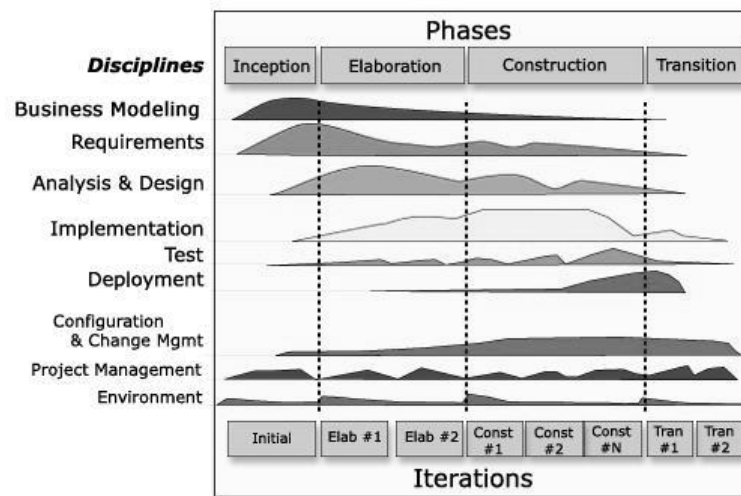 Phases
Disciplines
Inception
Elaboration
Construction
Transition
Business Modeling
Requirements
Analysis & Design
Implementation
Test
Deployment
Configuration
& Change Mgmt
Project Management
Environment
Initial
Elab #1
Elab #2
Const
#1
Const
#2
Const
#N
Tran
#1
Tran
#2
Iterations